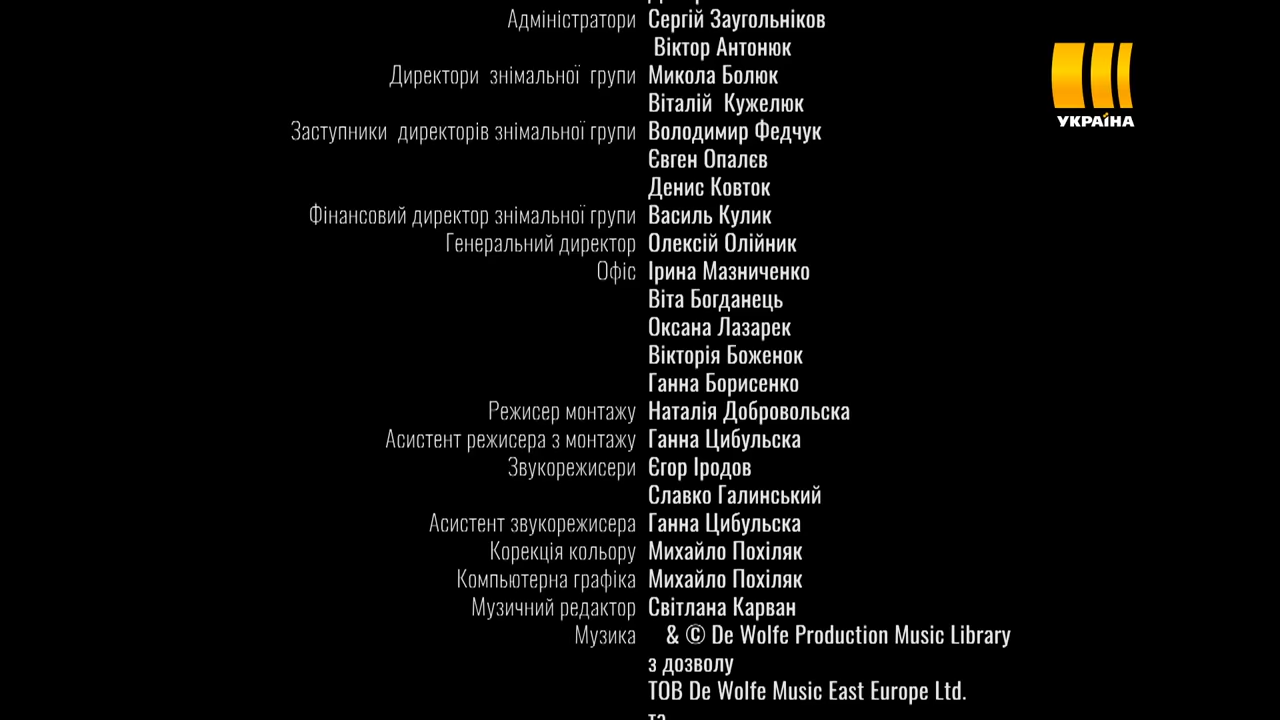 Адміністратори Сергій Заугольніков
Віктор Антонюк
Директори знімальної групи Микола Болюк
Віталій Кужелюк
Заступники директорів знімальної групи Володимир Федчук
Євген Опалєв
Денис Ковток
Фінансовий директор знімальної групи Василь Кулик
Генеральний директор Олексій Олійник
Офіс Ірина Мазниченко
Віта Богданець
Оксана Лазарек
Вікторія Боженок
Ганна Борисенко
Режисер монтажу Наталія Добровольска
Асистент режисера з монтажу Ганна Цибульска
Звукорежисери Єгор Іродов
Славко Галинський
Асистент звукорежисера Ганна Цибульска
Корекція кольору Михайло Похіляк
Компьютерна графіка Михайло Похіляк
Музичний редактор Світлана Карван
Музика & © De Wolfe Production Music Library
з дозволу
ТОВ De Wolfe Music East Europe Ltd.
та
УКРАЇНА